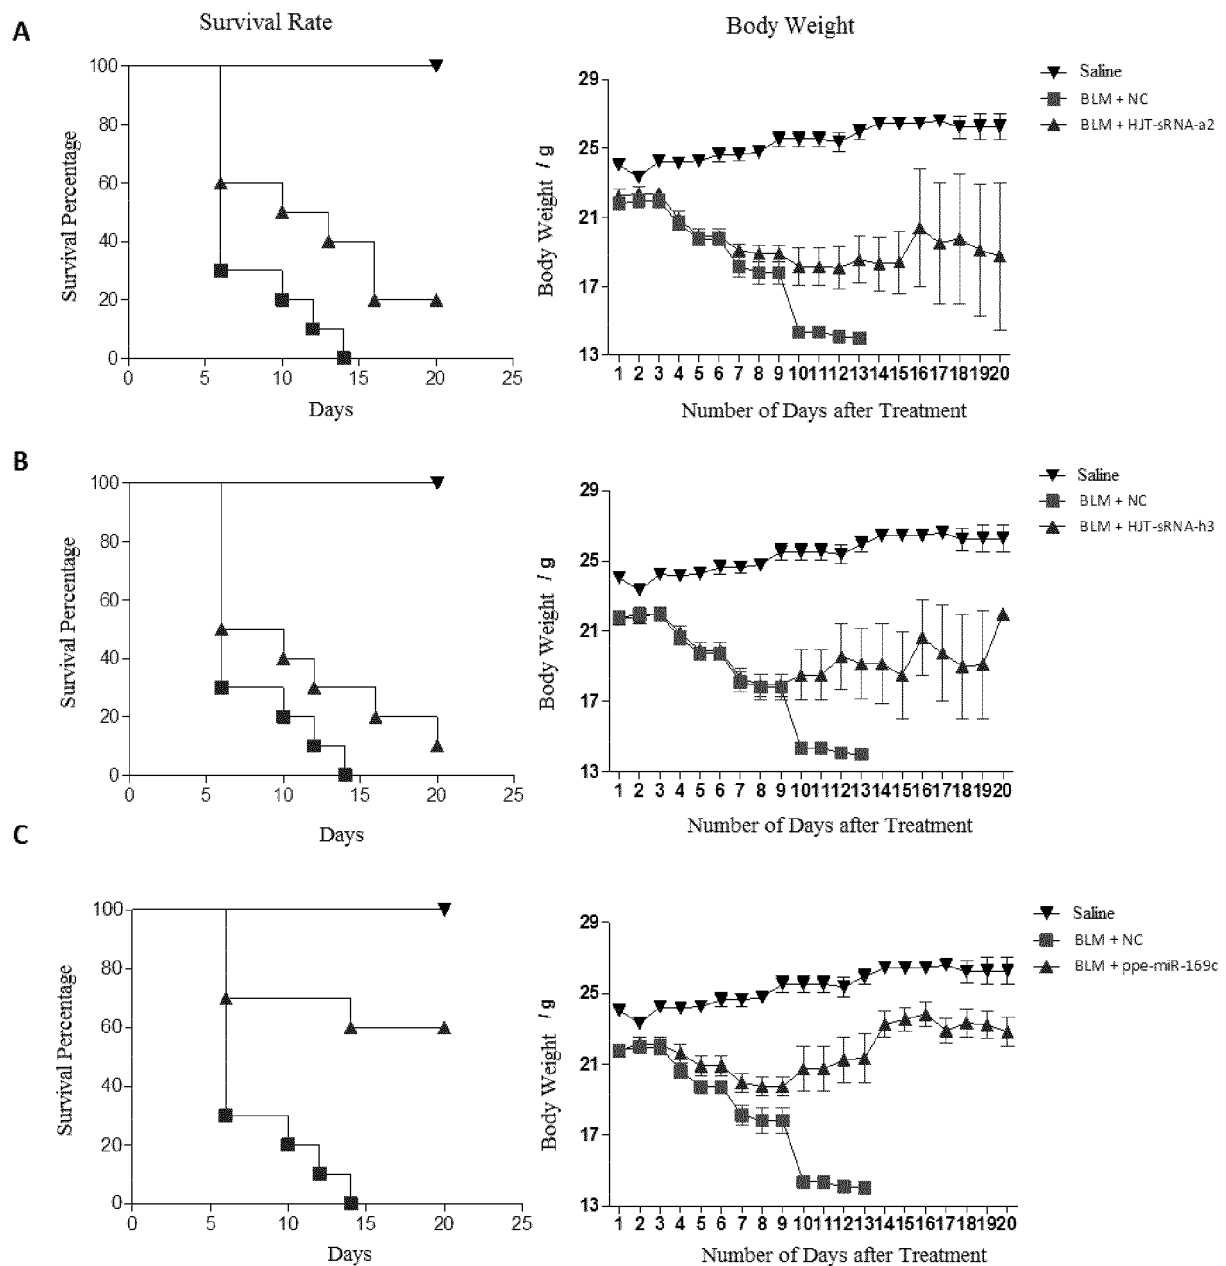 A
Survival Rate
Body Weight
Survival Percentage
100
80
60
40
20
0
0 5 10 15 20 25
Days
Body Weight / g
29
25
21
17
13
1 2 3 4 5 6 7 8 9 10 11 12 13 14 15 16 17 18 19 20
Number of Days after Treatment
Saline
BLM + NC
BLM + HJT-sRNA-a2
B
Survival Percentage
100
80
60
40
20
0
0 5 10 15 20 25
Days
Body Weight / g
29
25
21
17
13
1 2 3 4 5 6 7 8 9 10 11 12 13 14 15 16 17 18 19 20
Number of Days after Treatment
Saline
BLM + NC
BLM + HJT-sRNA-h3
C
Survival Percentage
100
80
60
40
20
0
0 5 10 15 20 25
Days
Body Weight / g
29
25
21
17
13
1 2 3 4 5 6 7 8 9 10 11 12 13 14 15 16 17 18 19 20
Number of Days after Treatment
Saline
BLM + NC
BLM + ppe-miR-169c